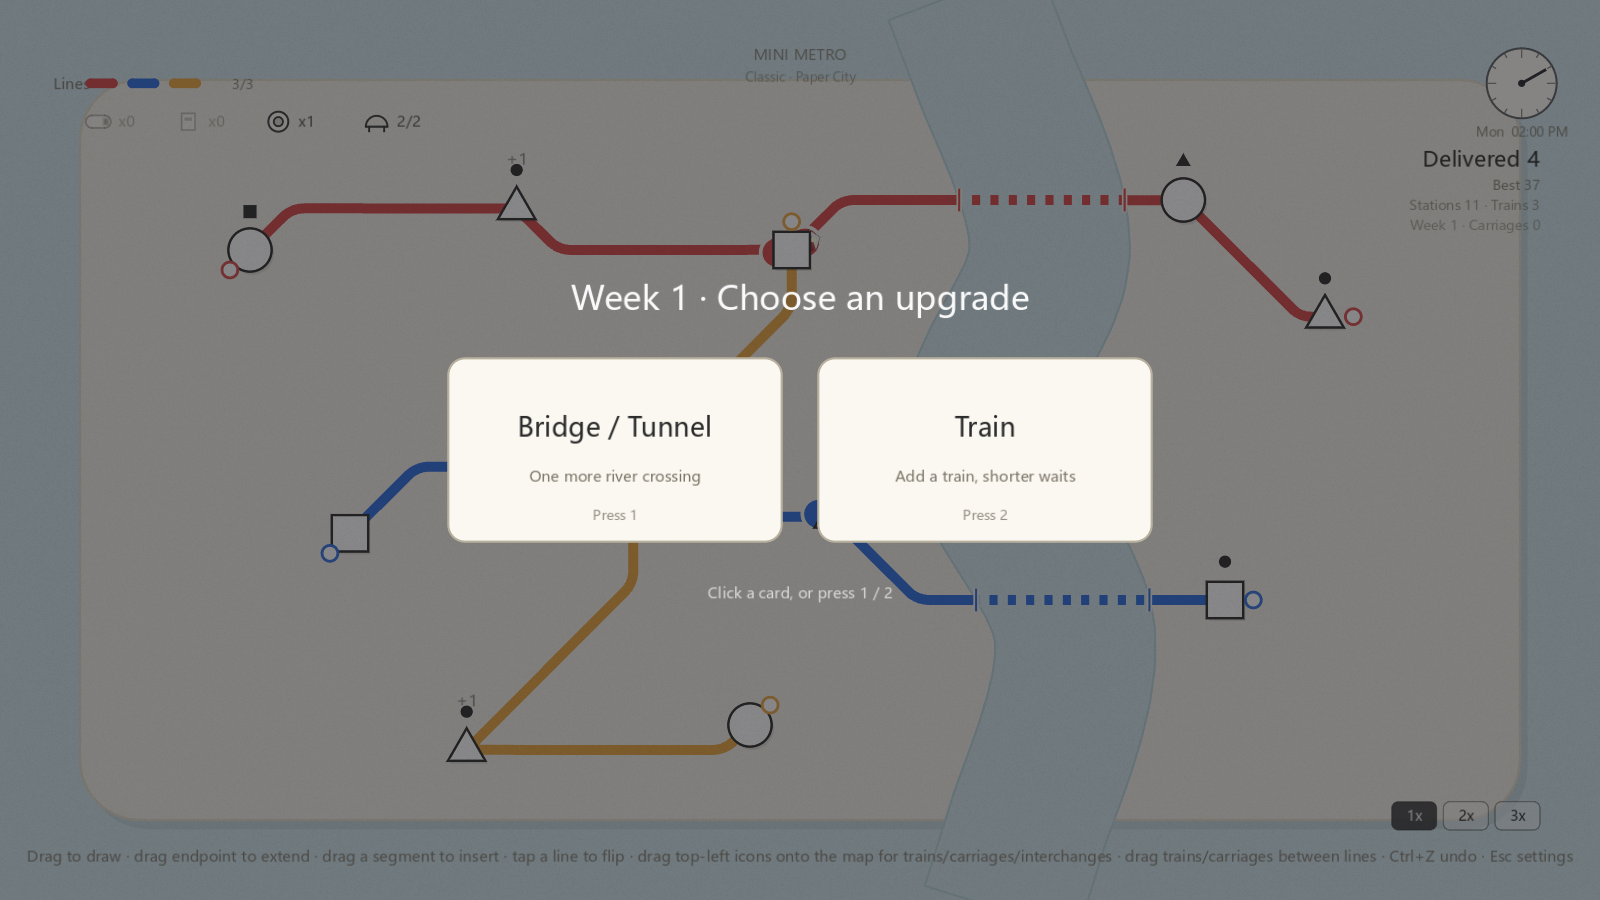 MINI METRO
Classic · Paper City
Lines
3/3
x0
x0
x1
2/2
Mon 02:00 PM
Delivered 4
Best 37
Stations 11 · Trains 3
Week 1 · Carriages 0
+1
Week 1 · Choose an upgrade
Bridge / Tunnel
One more river crossing
Press 1
Train
Add a train, shorter waits
Press 2
Click a card, or press 1 / 2
+1
1x
2x
3x
Drag to draw · drag endpoint to extend · drag a segment to insert · tap a line to flip · drag top-left icons onto the map for trains/carriages/interchanges · drag trains/carriages between lines · Ctrl+Z undo · Esc settings